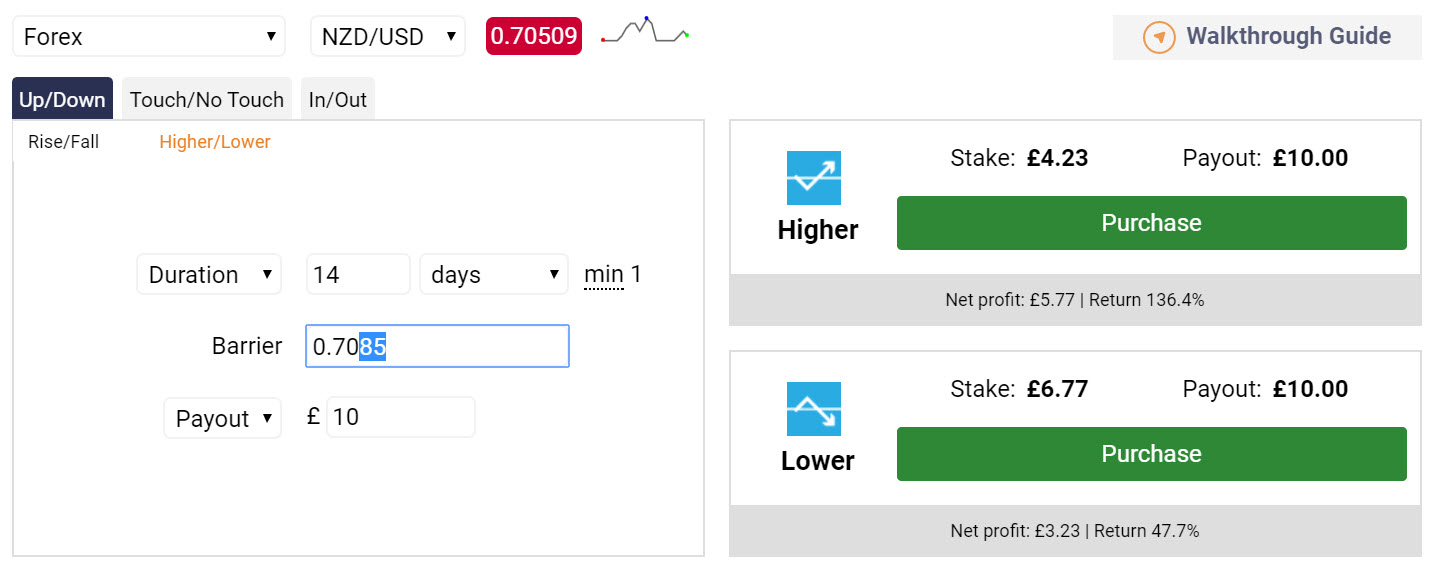 Forex
NZD/USD
0.70509
Walkthrough Guide
Up/Down
Touch/No Touch
In/Out
Rise/Fall
Higher/Lower
Duration
14
days
min 1
Barrier
0.7085
Payout
£
10
Higher
Stake: £4.23
Payout: £10.00
Purchase
Net profit: £5.77 | Return 136.4%
Lower
Stake: £6.77
Payout: £10.00
Purchase
Net profit: £3.23 | Return 47.7%